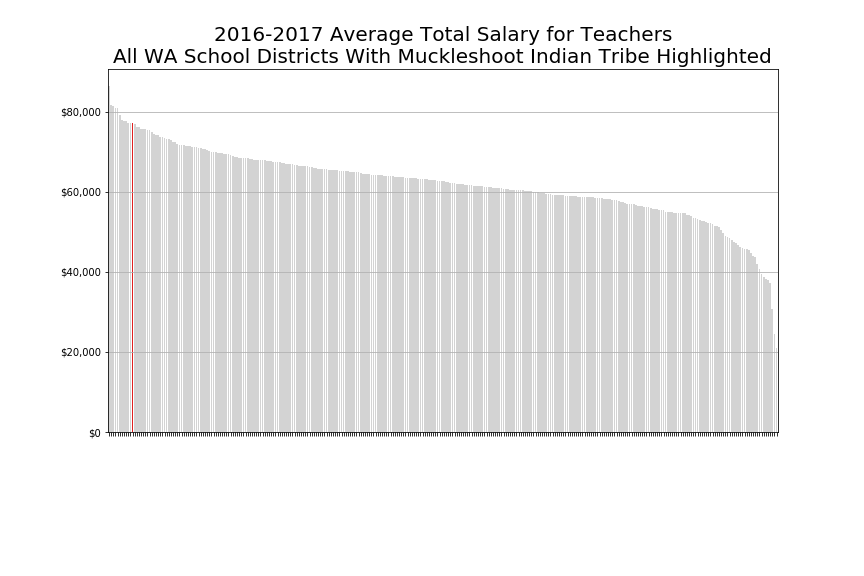 2016-2017 Average Total Salary for Teachers
All WA School Districts With Muckleshoot Indian Tribe Highlighted
$80,000
$60,000
$40,000
$20,000
$0